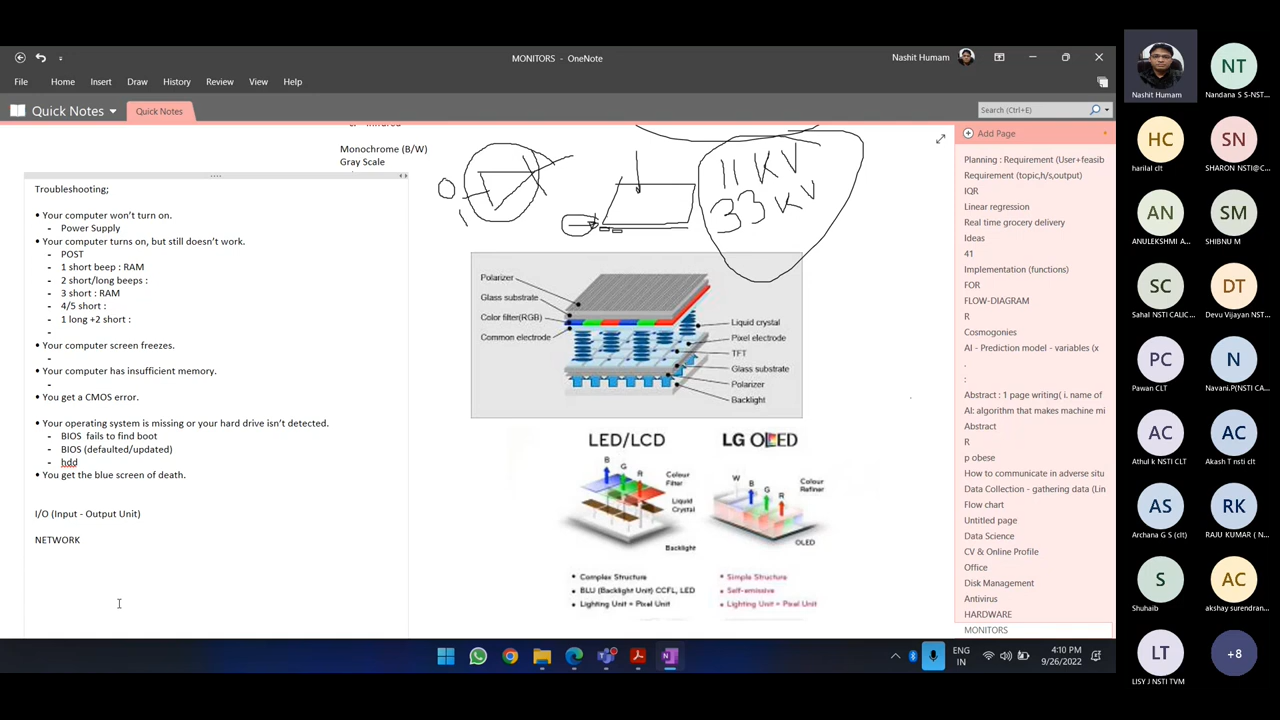 MONITORS - OneNote
Nashit Humam
File Home Insert Draw History Review View Help
Quick Notes
Quick Notes
Search (Ctrl+E)
Monochrome (B/W)
Gray Scale
Troubleshooting;
• Your computer won't turn on.
- Power Supply
• Your computer turns on, but still doesn't work.
- POST
- 1 short beep : RAM
- 2 short/long beeps :
- 3 short : RAM
- 4/5 short :
- 1 long +2 short :
-
• Your computer screen freezes.
-
• Your computer has insufficient memory.
-
• You get a CMOS error.
• Your operating system is missing or your hard drive isn't detected.
- BIOS fails to find boot
- BIOS (defaulted/updated)
- hdd
• You get the blue screen of death.
I/O (Input - Output Unit)
NETWORK
11 KV
33 KV
Polarizer
Glass substrate
Color filter(RGB)
Common electrode
Liquid crystal
Pixel electrode
TFT
Glass substrate
Polarizer
Backlight
LED/LCD
B G R
Colour Filter
Liquid Crystal
Backlight
• Complex Structure
• BLU (Backlight Unit) CCFL, LED
• Lighting Unit = Pixel Unit
LG OLED
W B G R
Colour Refiner
OLED
• Simple Structure
• Self-emissive
• Lighting Unit = Pixel Unit
Add Page
Planning : Requirement (User+feasib
Requirement (topic,h/s,output)
IQR
Linear regression
Real time grocery delivery
Ideas
41
Implementation (functions)
FOR
FLOW-DIAGRAM
R
Cosmogonies
AI - Prediction model - variables (x
.
:
Abstract : 1 page writing( i. name of
AI: algorithm that makes machine mi
Abstract
R
p obese
How to communicate in adverse situ
Data Collection - gathering data (Lin
Flow chart
Untitled page
Data Science
CV & Online Profile
Office
Disk Management
Antivirus
HARDWARE
MONITORS
ENG
IN
4:10 PM
9/26/2022
Nashit Humam
NT
Nandana S S-NST...
HC
harilal clt
SN
SHARON NSTI@C...
AN
ANULEKSHMI A...
SM
SHIBNU M
SC
Sahal NSTI CALIC...
DT
Devu Vijayan NST...
PC
Pawan CLT
N
Navani.P(NSTI CA...
AC
Athul k NSTI CLT
AC
Akash T nsti clt
AS
Archana G S (clt)
RK
RAJU KUMAR ( N...
S
Shuhaib
AC
akshay surendran...
LT
LISY J NSTI TVM
+8